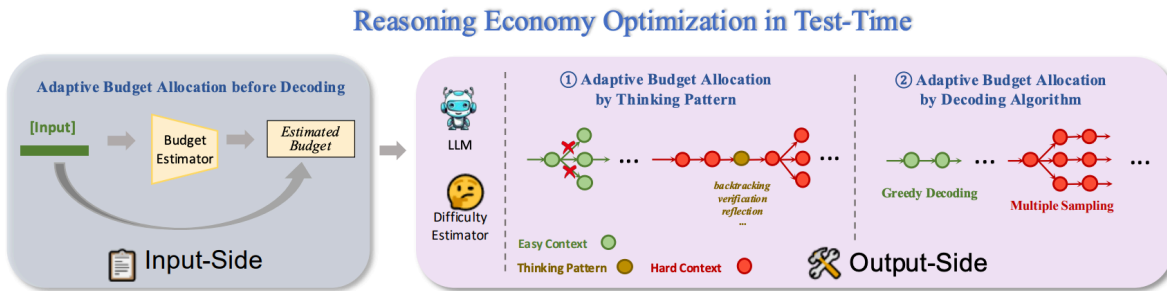 Reasoning Economy Optimization in Test-Time
Adaptive Budget Allocation before Decoding
[Input]
Budget
Estimator
Estimated
Budget
Input-Side
LLM
Difficulty
Estimator
① Adaptive Budget Allocation
by Thinking Pattern
...
...
backtracking
verification
reflection
...
Easy Context
Thinking Pattern
Hard Context
② Adaptive Budget Allocation
by Decoding Algorithm
...
...
Greedy Decoding
Multiple Sampling
Output-Side